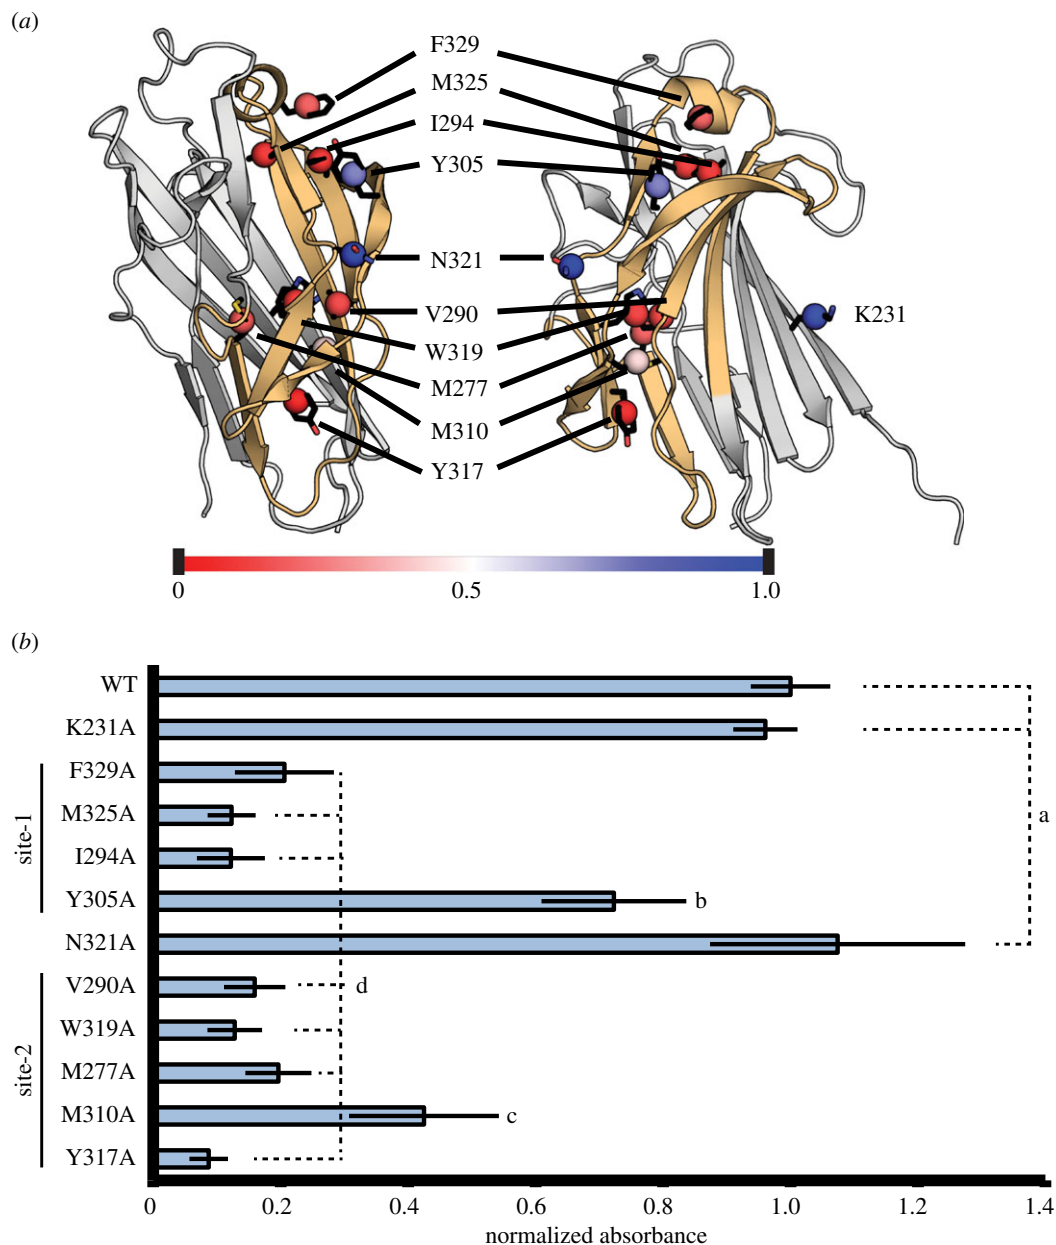 (a)
F329
M325
I294
Y305
N321
V290
K231
W319
M277
M310
Y317
0 0.5 1.0
(b)
WT
K231A
F329A
M325A
I294A
Y305A
b
N321A
site-1
a
V290A
d
W319A
M277A
M310A
c
Y317A
site-2
0 0.2 0.4 0.6 0.8 1.0 1.2 1.4
normalized absorbance